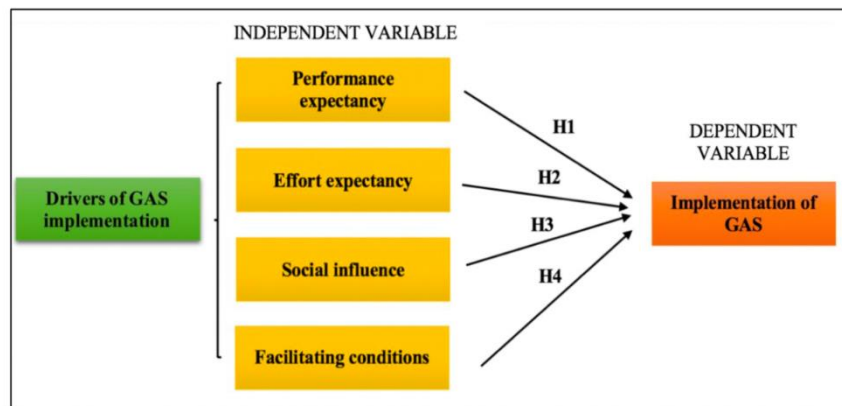 INDEPENDENT VARIABLE
Performance
expectancy
H1
DEPENDENT
VARIABLE
Effort expectancy
H2
Drivers of GAS
implementation
Implementation of
GAS
H3
Social influence
H4
Facilitating conditions